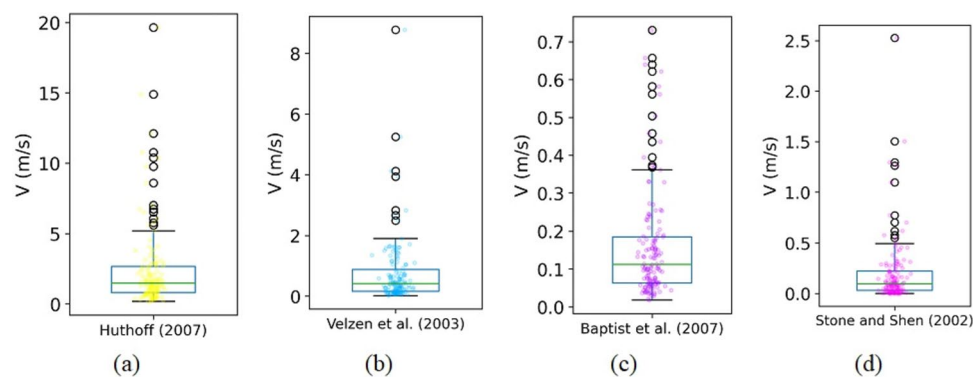 V (m/s)
20
15
10
5
0
Huthoff (2007)
(a)
V (m/s)
8
6
4
2
0
Velzen et al. (2003)
(b)
V (m/s)
0.7
0.6
0.5
0.4
0.3
0.2
0.1
0.0
Baptist et al. (2007)
(c)
V (m/s)
2.5
2.0
1.5
1.0
0.5
0.0
Stone and Shen (2002)
(d)